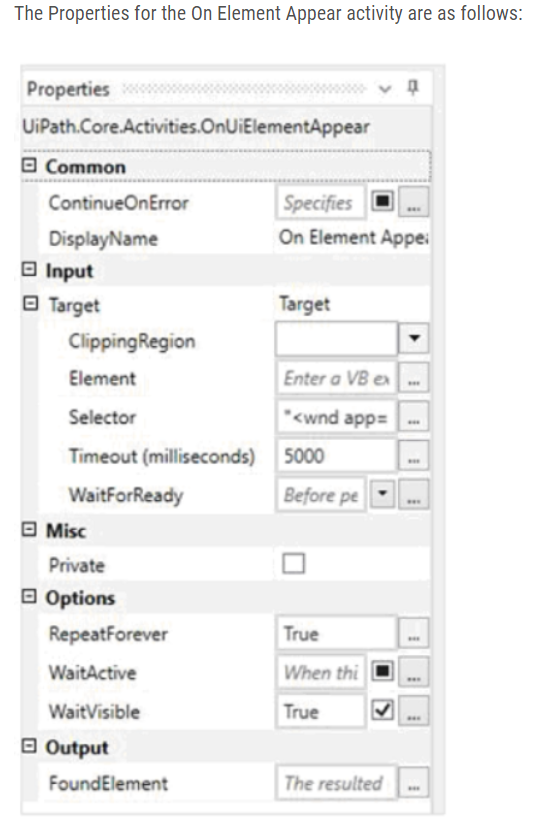 The Properties for the On Element Appear activity are as follows:
Properties
UiPath.Core.Activities.OnUiElementAppear
Common
ContinueOnError Specifies ...
DisplayName On Element Appea
Input
Target Target
ClippingRegion
Element Enter a VB ex ...
Selector "<wnd app= ...
Timeout (milliseconds) 5000 ...
WaitForReady Before pe ...
Misc
Private
Options
RepeatForever True ...
WaitActive When thi ...
WaitVisible True ...
Output
FoundElement The resulted ...